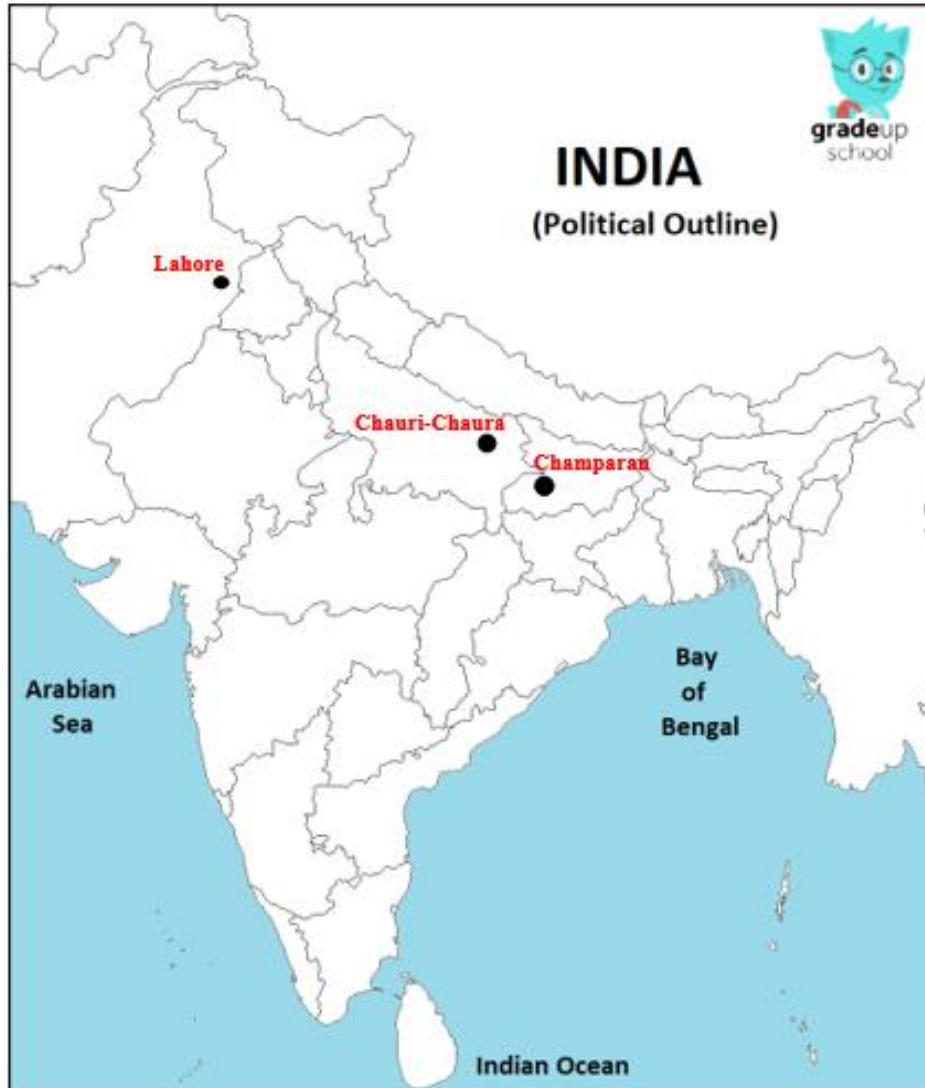 gradeup
school
INDIA
(Political Outline)
Lahore
Chauri-Chaura
Champaran
Arabian
Sea
Bay
of
Bengal
Indian Ocean